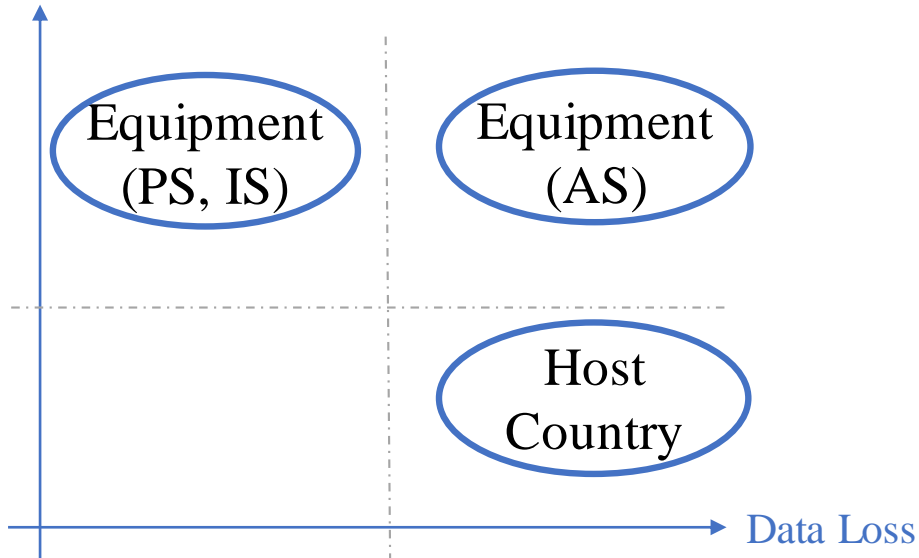 Equipment
(PS, IS)
Equipment
(AS)
Host
Country
Data Loss